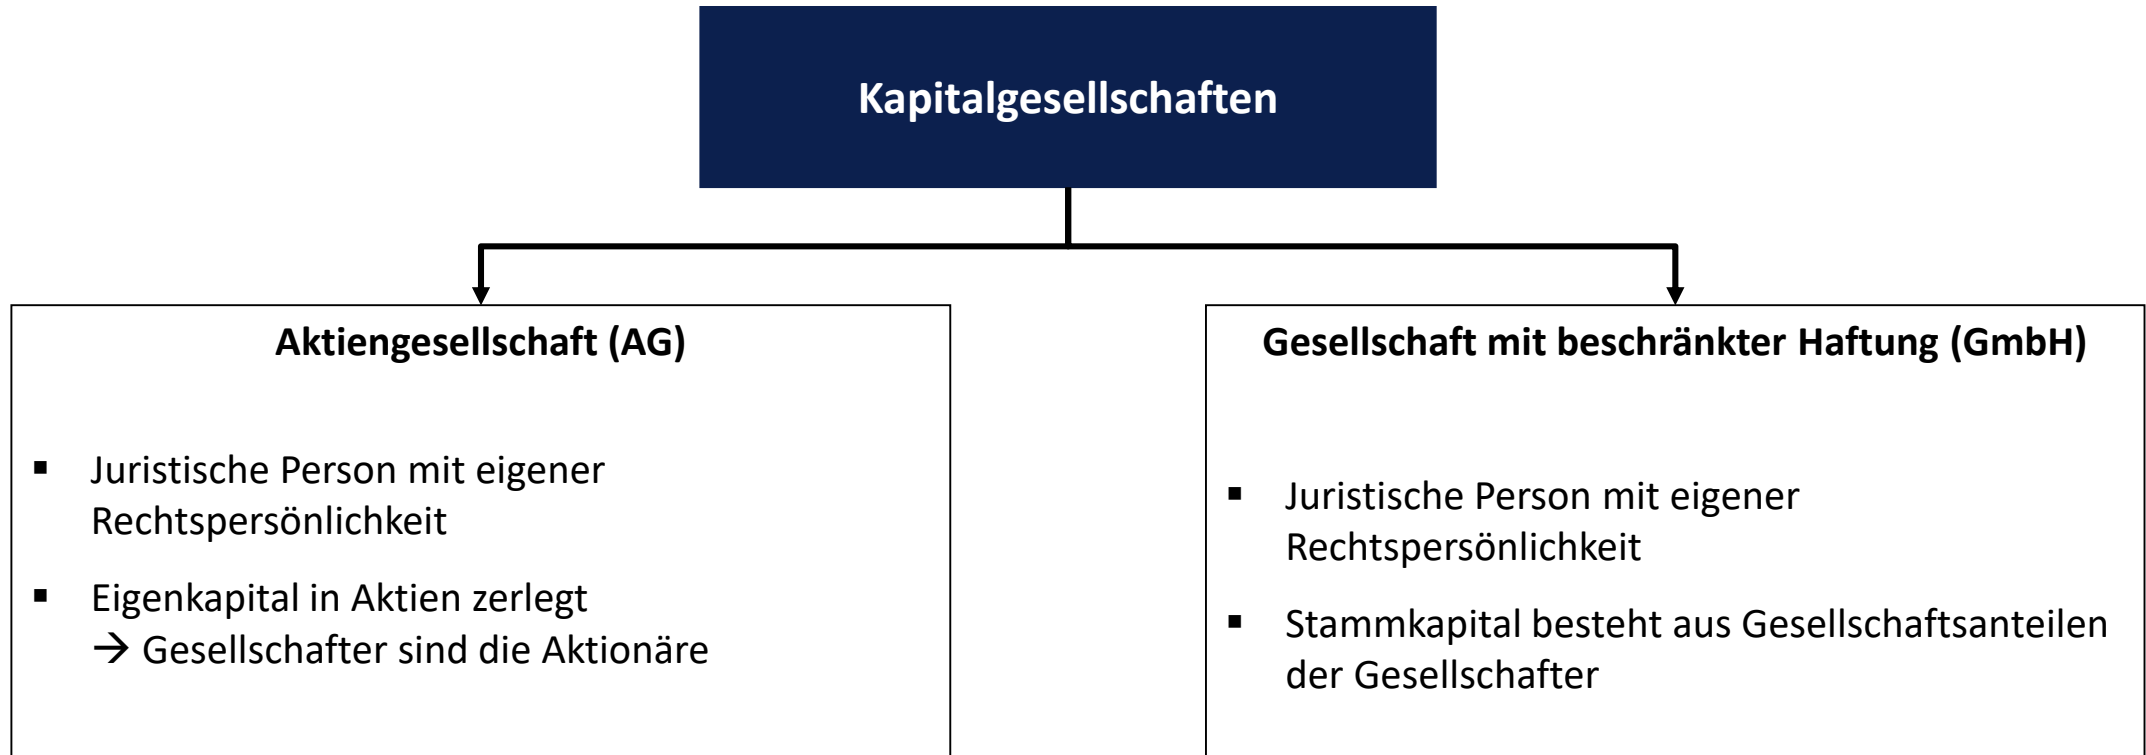 Kapitalgesellschaften
Aktiengesellschaft (AG)
▪ Juristische Person mit eigener
Rechtspersönlichkeit
▪ Eigenkapital in Aktien zerlegt
→ Gesellschafter sind die Aktionäre
Gesellschaft mit beschränkter Haftung (GmbH)
▪ Juristische Person mit eigener
Rechtspersönlichkeit
▪ Stammkapital besteht aus Gesellschaftsanteilen
der Gesellschafter